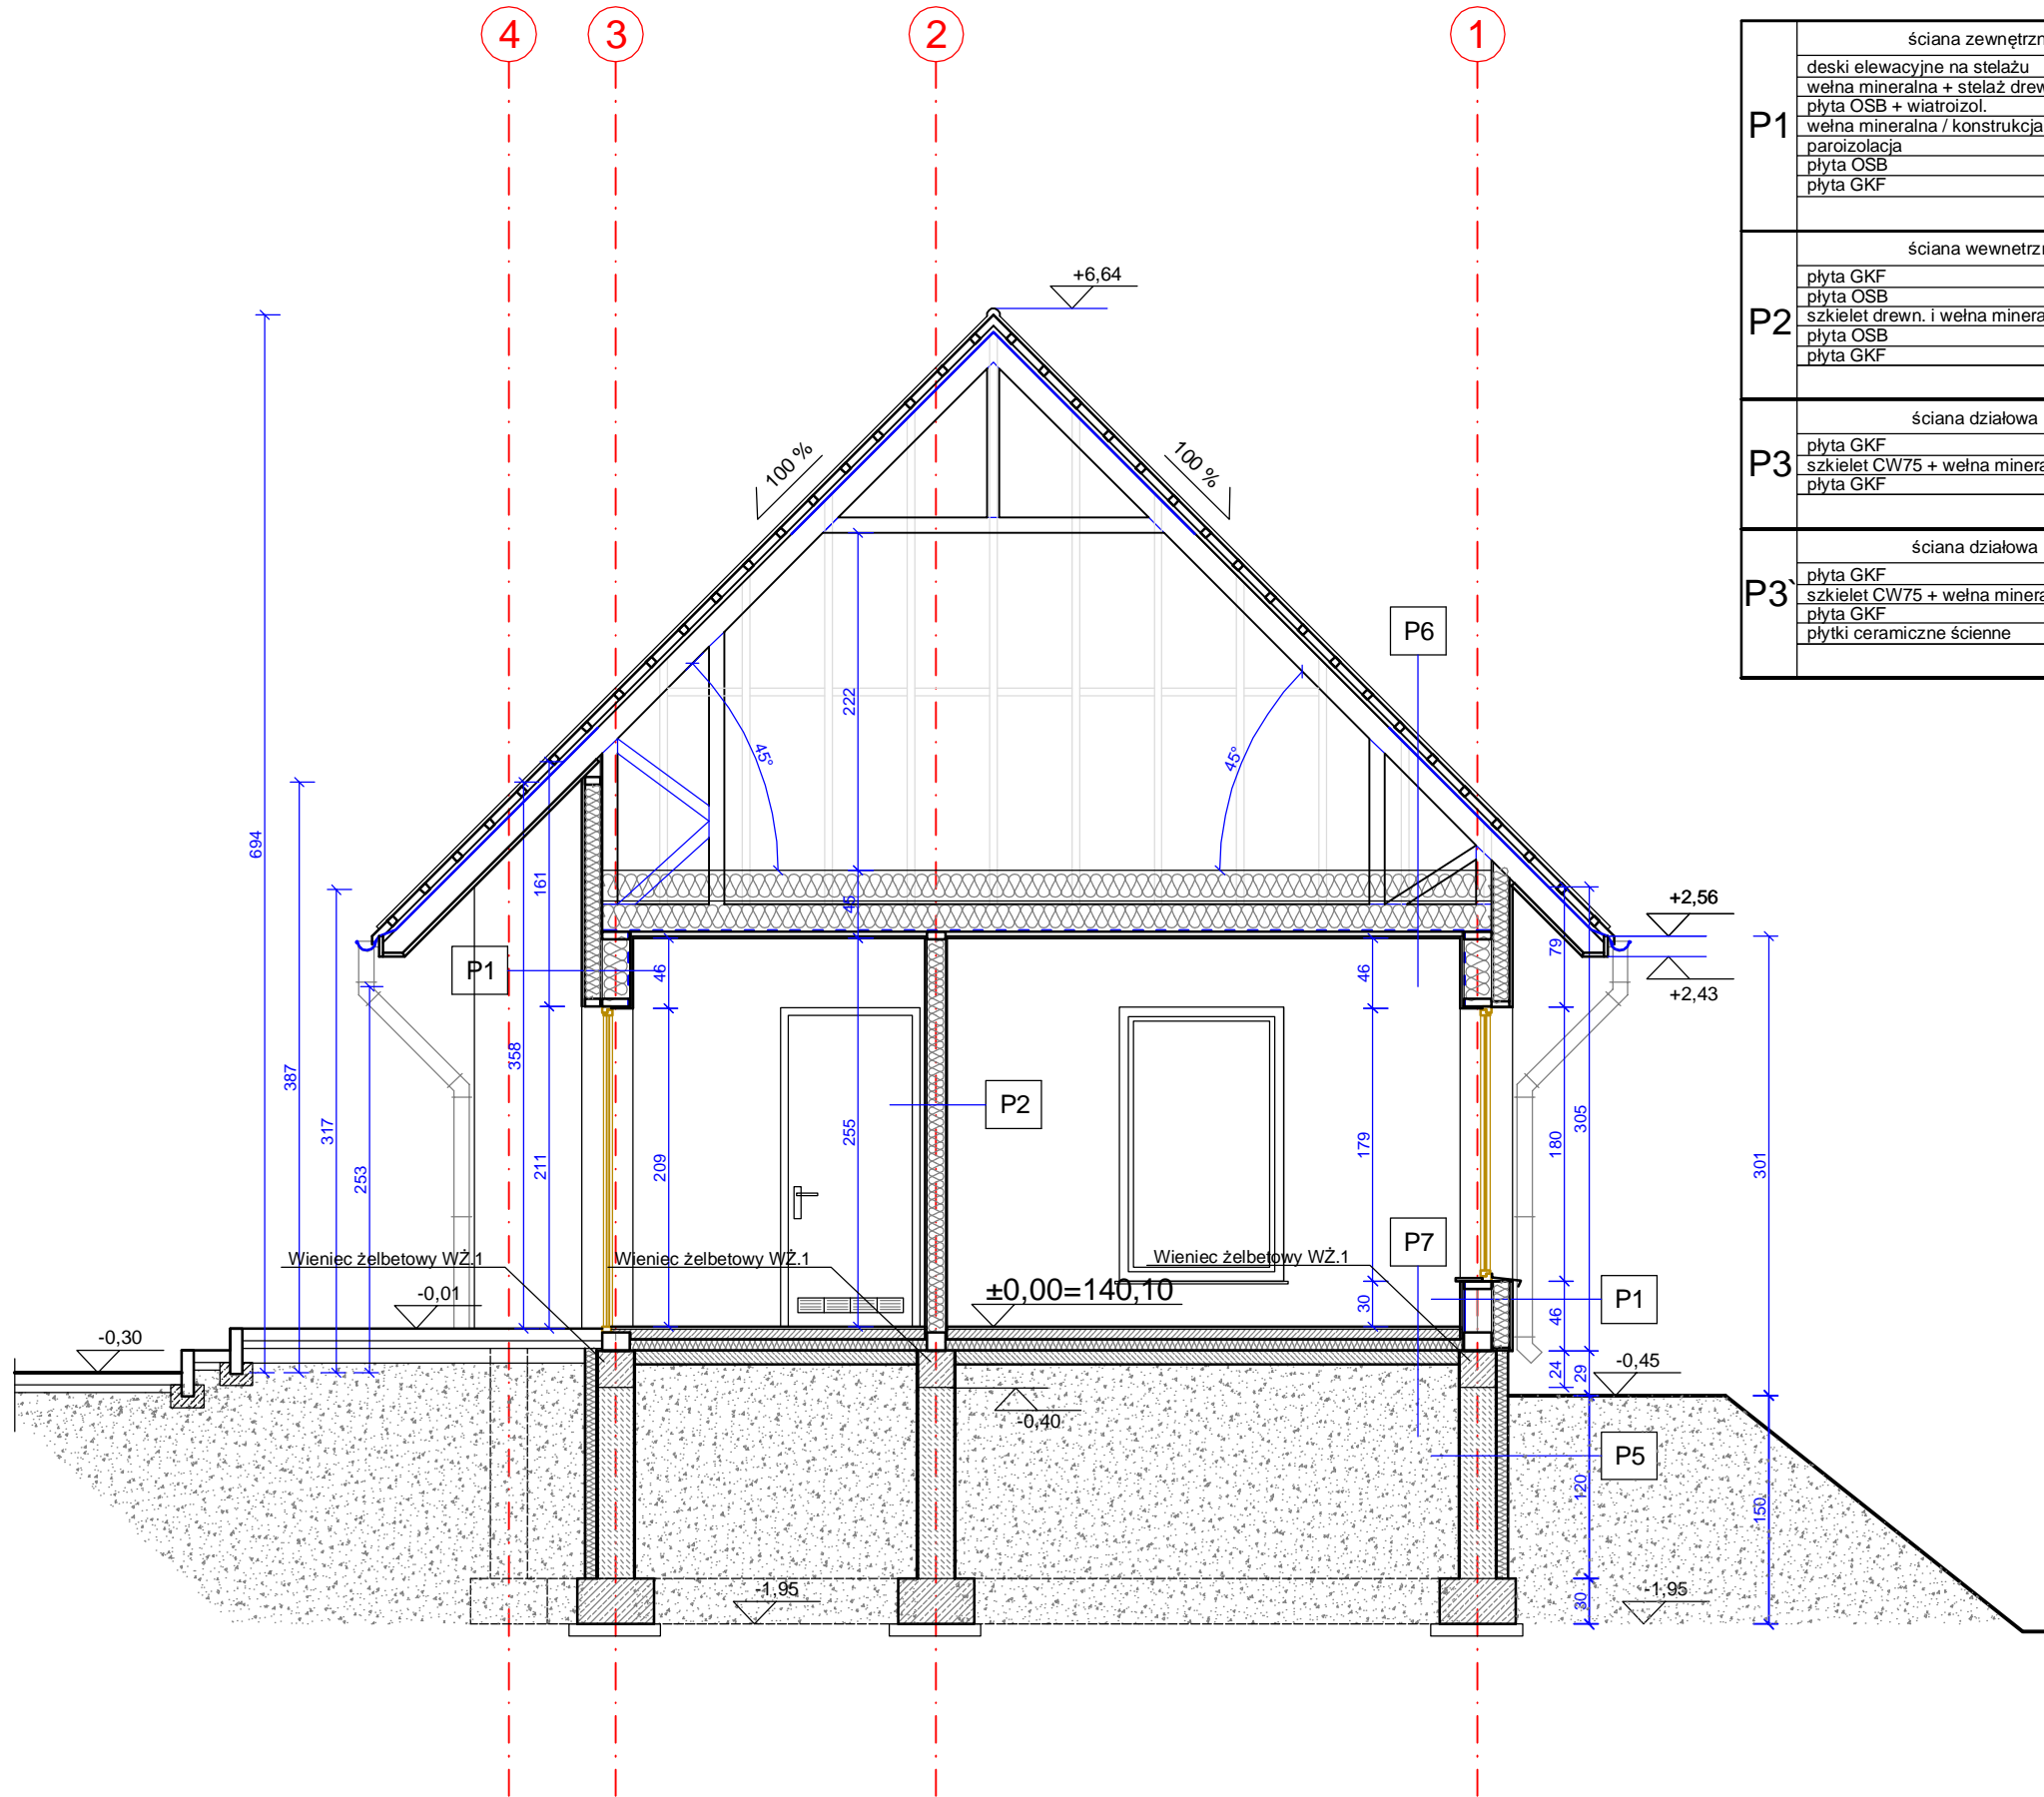 4
3
2
1
ściana zewnętrzn
P1
deski elewacyjne na stelażu
wełna mineralna + stelaż drew
płyta OSB + wiatroizol.
wełna mineralna / konstrukcja
paroizolacja
płyta OSB
płyta GKF
ściana wewnetrzn
P2
płyta GKF
płyta OSB
szkielet drewn. i wełna minera
płyta OSB
płyta GKF
ściana działowa
P3
płyta GKF
szkielet CW75 + wełna minera
płyta GKF
ściana działowa
P3`
płyta GKF
szkielet CW75 + wełna minera
płyta GKF
płytki ceramiczne ścienne
+6,64
100 %
100 %
P6
222
45°
45°
694
161
45
+2,56
79
P1
46
46
+2,43
358
387
P2
305
317
255
179
180
301
209
211
253
P7
Wieniec żelbetowy WŻ.1
Wieniec żelbetowy WŻ.1
Wieniec żelbetowy WŻ.1
±0,00=140,10
-0,01
30
P1
46
-0,30
-0,45
24
29
-0,40
P5
120
150
-1,95
-1,95
30